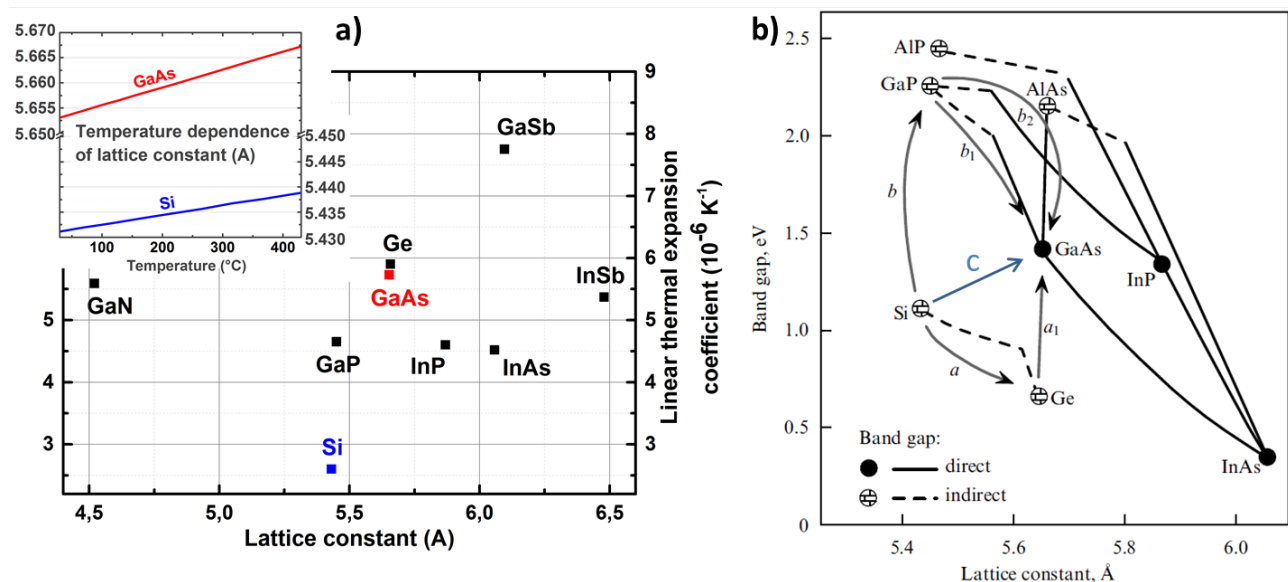 a)
5.670
5.665
5.660
5.655
5.650
GaAs
Temperature dependence
of lattice constant (A)
5.450
5.445
5.440
5.435
5.430
Si
100
200
300
400
Temperature (°C)
9
8
7
6
5
4
3
5
4
3
Linear thermal expansion
coefficient (10⁻⁶ K⁻¹)
GaSb
Ge
GaAs
InSb
GaN
GaP
InP
InAs
Si
4,5
5,0
5,5
6,0
6,5
Lattice constant (A)
b)
2.5
2.0
1.5
1.0
0.5
0
Band gap, eV
AlP
GaP
AlAs
b₂
b₁
b
GaAs
C
InP
Si
a₁
a
Ge
InAs
Band gap:
direct
indirect
5.4
5.6
5.8
6.0
Lattice constant, Å